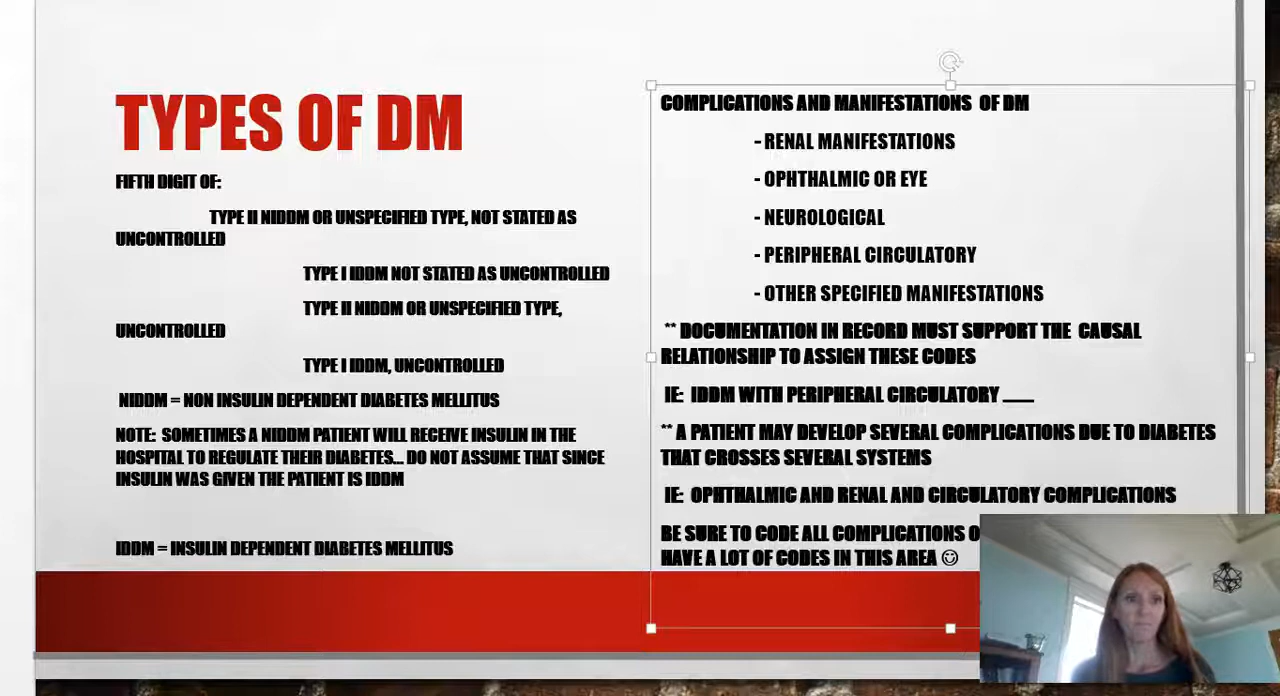 TYPES OF DM
FIFTH DIGIT OF:
TYPE II NIDDM OR UNSPECIFIED TYPE, NOT STATED AS
UNCONTROLLED
TYPE I IDDM NOT STATED AS UNCONTROLLED
TYPE II NIDDM OR UNSPECIFIED TYPE,
UNCONTROLLED
TYPE I IDDM, UNCONTROLLED
NIDDM = NON INSULIN DEPENDENT DIABETES MELLITUS
NOTE: SOMETIMES A NIDDM PATIENT WILL RECEIVE INSULIN IN THE
HOSPITAL TO REGULATE THEIR DIABETES... DO NOT ASSUME THAT SINCE
INSULIN WAS GIVEN THE PATIENT IS IDDM
IDDM = INSULIN DEPENDENT DIABETES MELLITUS
COMPLICATIONS AND MANIFESTATIONS OF DM
- RENAL MANIFESTATIONS
- OPHTHALMIC OR EYE
- NEUROLOGICAL
- PERIPHERAL CIRCULATORY
- OTHER SPECIFIED MANIFESTATIONS
** DOCUMENTATION IN RECORD MUST SUPPORT THE CAUSAL
RELATIONSHIP TO ASSIGN THESE CODES
IE: IDDM WITH PERIPHERAL CIRCULATORY ......
** A PATIENT MAY DEVELOP SEVERAL COMPLICATIONS DUE TO DIABETES
THAT CROSSES SEVERAL SYSTEMS
IE: OPHTHALMIC AND RENAL AND CIRCULATORY COMPLICATIONS
BE SURE TO CODE ALL COMPLICATIONS
HAVE A LOT OF CODES IN THIS AREA ☺